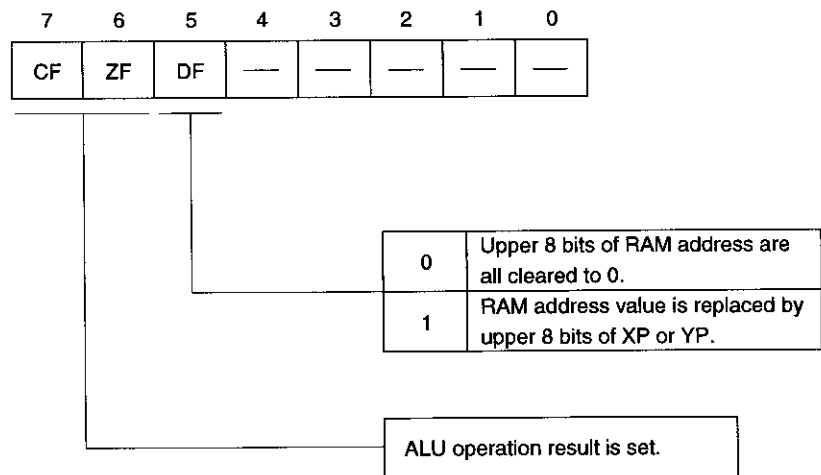 7 6 5 4 3 2 1 0
CF ZF DF — — — — —
0 Upper 8 bits of RAM address are
all cleared to 0.
1 RAM address value is replaced by
upper 8 bits of XP or YP.
ALU operation result is set.